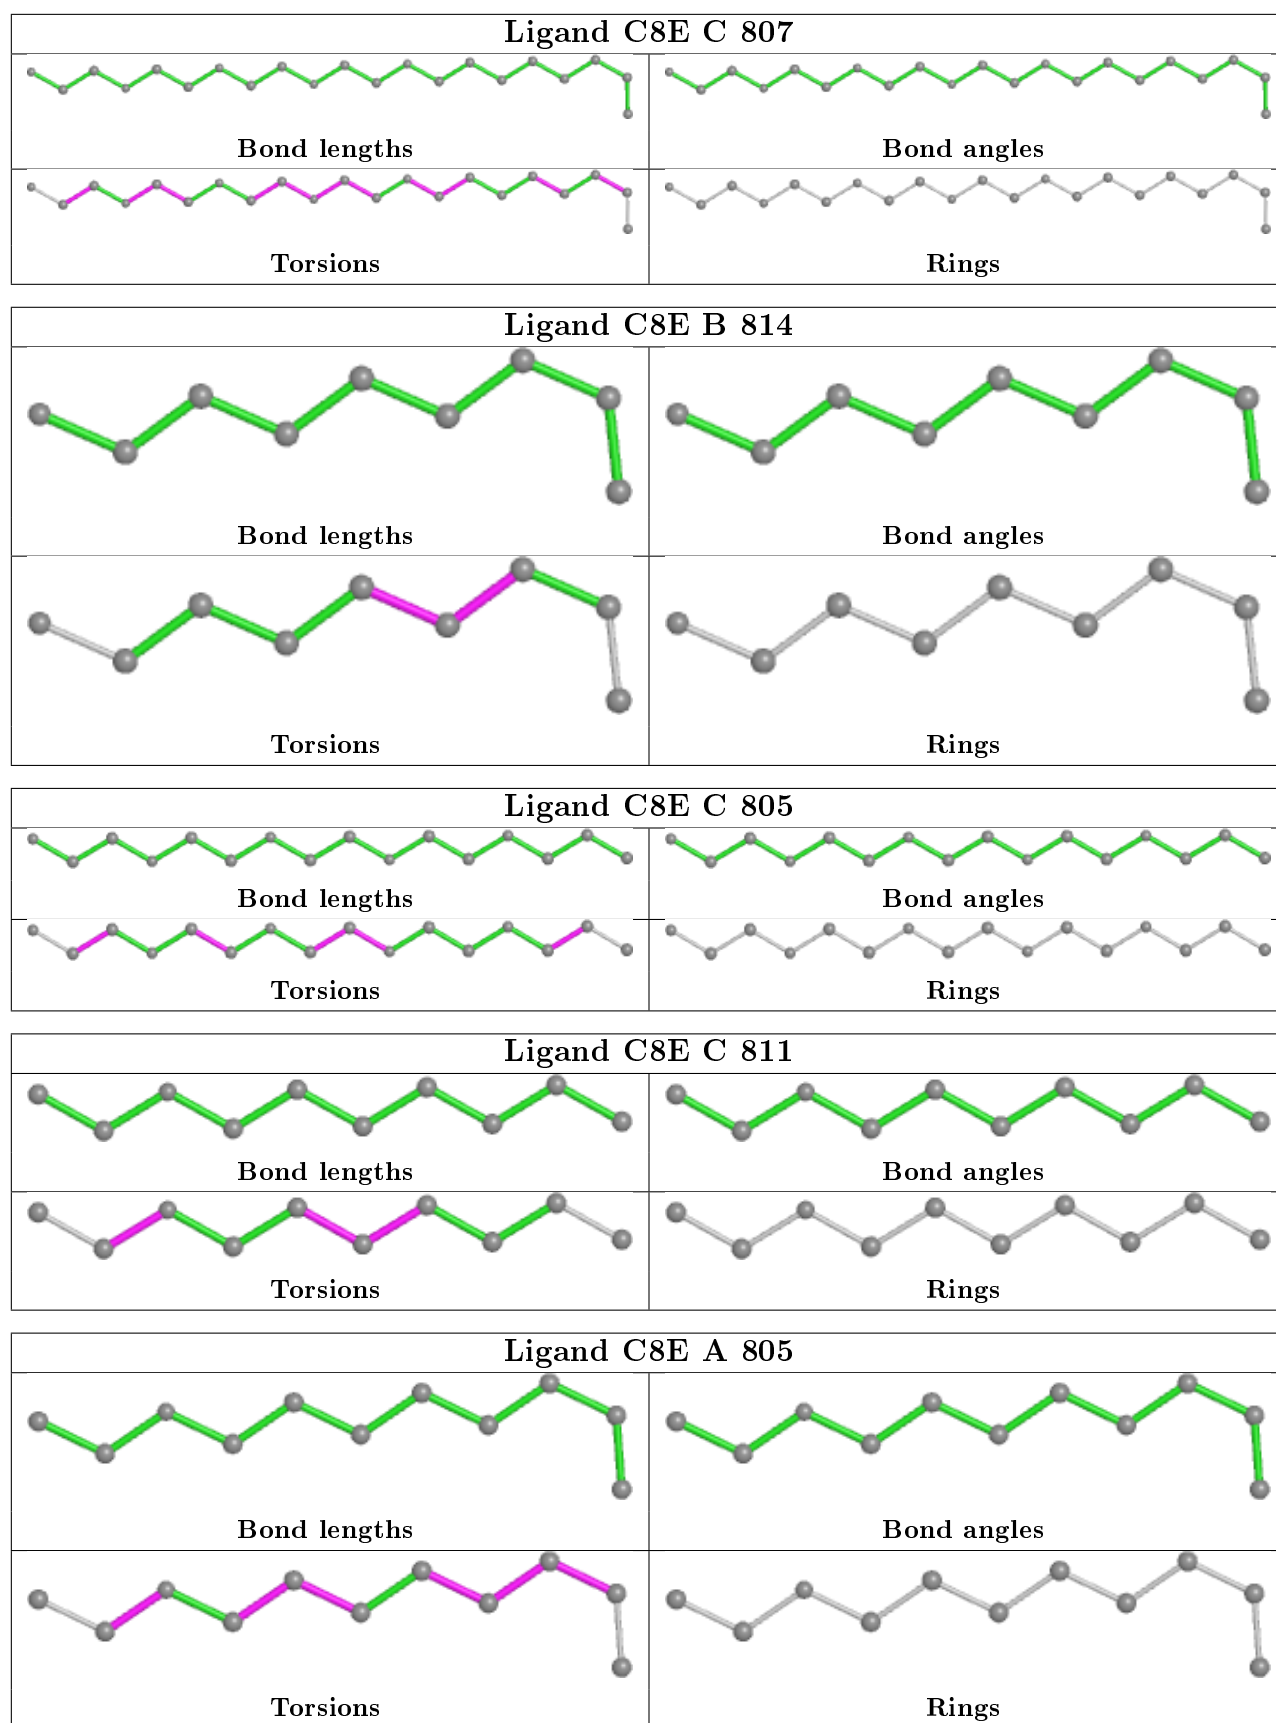 Ligand C8E C 807
Bond lengths
Bond angles
Torsions
Rings
Ligand C8E B 814
Bond lengths
Bond angles
Torsions
Rings
Ligand C8E C 805
Bond lengths
Bond angles
Torsions
Rings
Ligand C8E C 811
Bond lengths
Bond angles
Torsions
Rings
Ligand C8E A 805
Bond lengths
Bond angles
Torsions
Rings